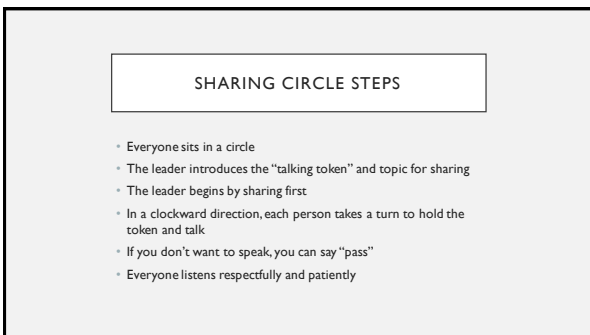 SHARING CIRCLE STEPS
• Everyone sits in a circle
• The leader introduces the “talking token” and topic for sharing
• The leader begins by sharing first
• In a clockward direction, each person takes a turn to hold the
token and talk
• If you don’t want to speak, you can say “pass”
• Everyone listens respectfully and patiently